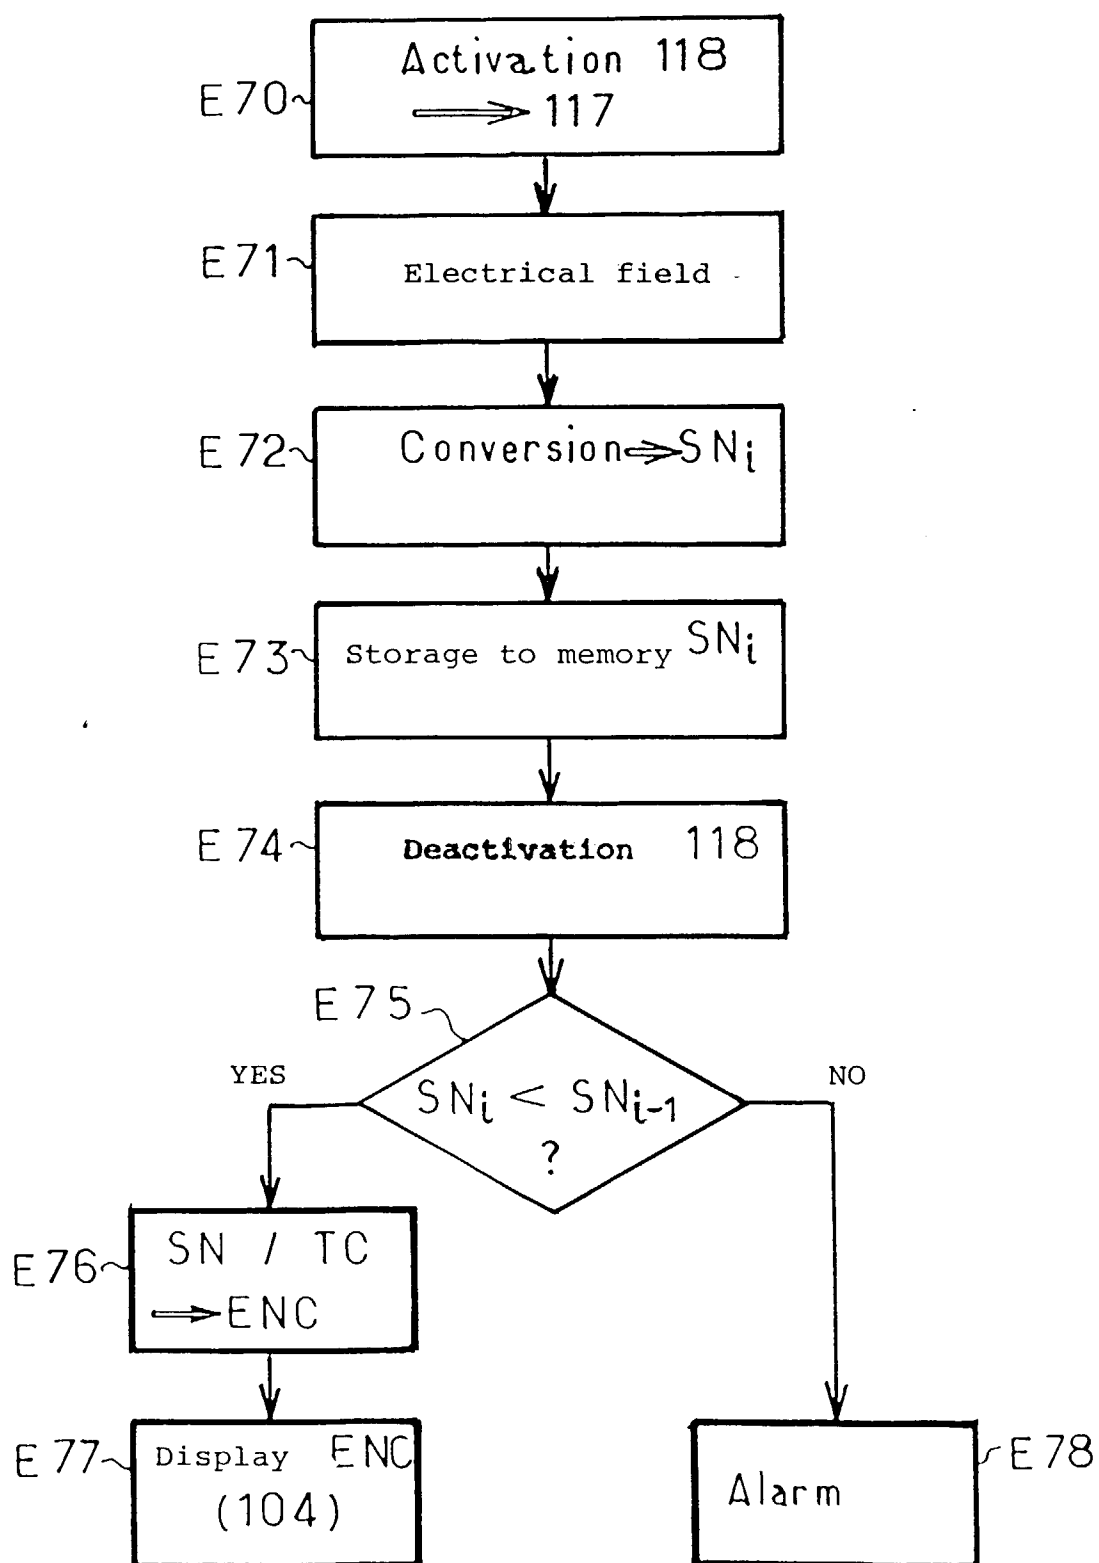 Activation 118
E70
⟹ 117
E71
Electrical field
E72
Conversion ⟹ SNi
E73
Storage to memory SNi
E74
Deactivation 118
E75
YES
NO
SNi < SNi-1
?
SN / TC
E76
⟹ ENC
E77
Display ENC
(104)
E78
Alarm